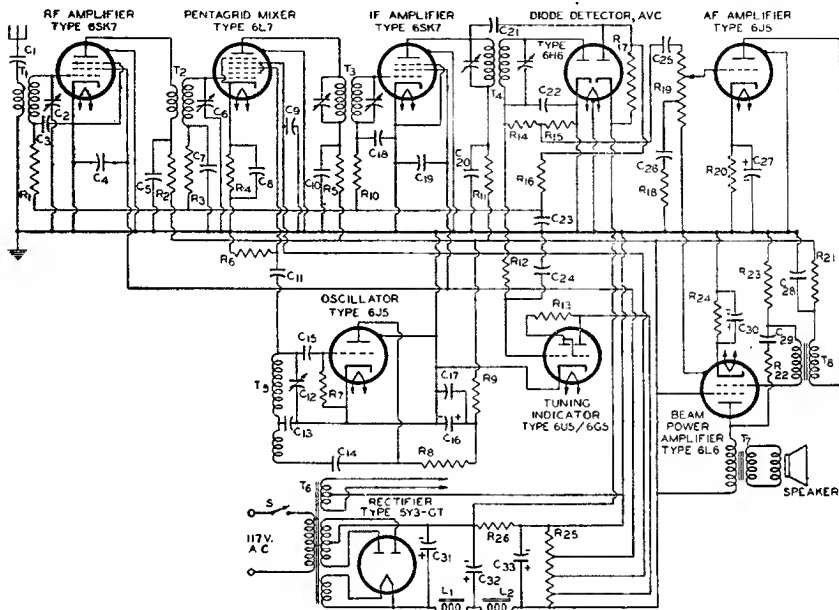 RF AMPLIFIER
TYPE 6SK7
PENTAGRID MIXER
TYPE 6L7
IF AMPLIFIER
TYPE 6SK7
DIODE DETECTOR, AVC
TYPE
6H6
AF AMPLIFIER
TYPE 6J5
C1
T1
C2
C3
R1
C4
T2
C5
R2
C6
C7
R3
R4
C8
C9
T3
C10
R5
C18
R10
C19
C20
R11
C21
T4
C22
R14
R15
R16
R17
C23
C25
R19
C26
R18
R20
C27
R6
C11
R12
C24
R13
OSCILLATOR
TYPE 6J5
C15
C12
R7
T5
C13
C14
C17
C16
R8
R9
TUNING
INDICATOR
TYPE 6U5/6G5
R24
C30
R23
C29
R22
C28
R21
T8
BEAM
POWER
AMPLIFIER
TYPE 6L6
T7
SPEAKER
S
117V.
AC
T6
RECTIFIER
TYPE 5Y3-GT
C31
R26
C32
C33
R25
L1
L2